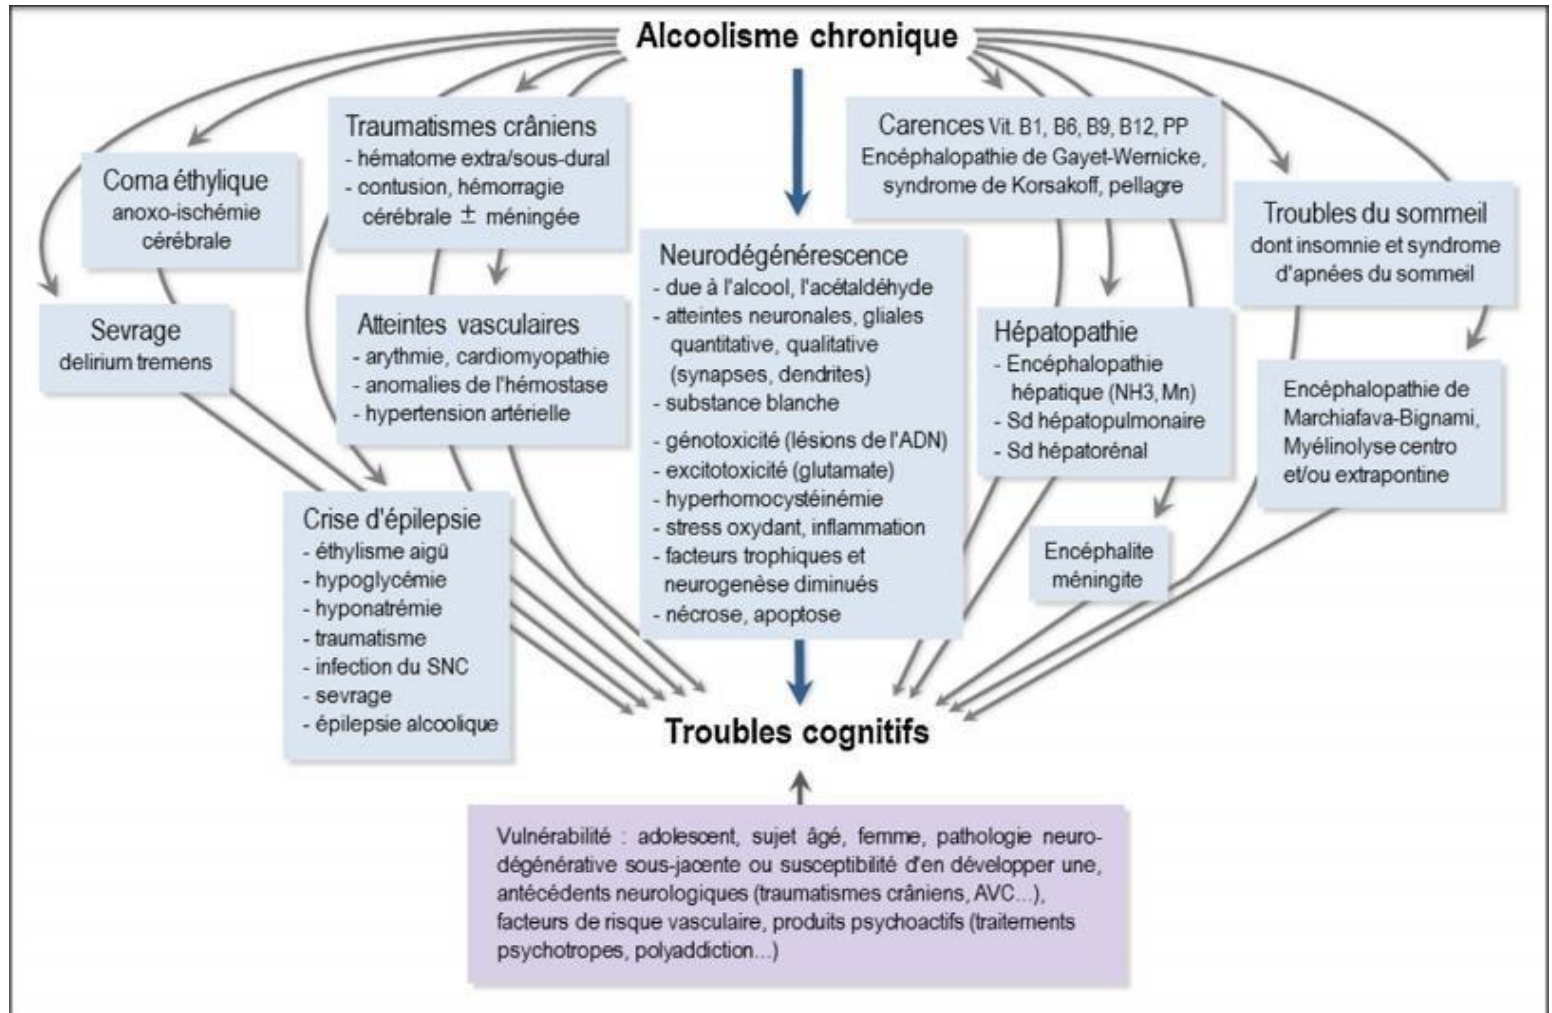 Alcoolisme chronique
Traumatismes crâniens
- hématome extra/sous-dural
- contusion, hémorragie
cérébrale ± méningée
Carences Vit. B1, B6, B9, B12, PP
Encéphalopathie de Gayet-Wernicke,
syndrome de Korsakoff, pellagre
Coma éthylique
anoxo-ischémie
cérébrale
Troubles du sommeil
dont insomnie et syndrome
d'apnées du sommeil
Sevrage
delirium tremens
Atteintes vasculaires
- arythmie, cardiomyopathie
- anomalies de l'hémostase
- hypertension artérielle
Neurodégénérescence
- due à l'alcool, l'acétaldéhyde
- atteintes neuronales, gliales
quantitative, qualitative
(synapses, dendrites)
- substance blanche
- génotoxicité (lésions de l'ADN)
- excitotoxicité (glutamate)
- hyperhomocystéinémie
- stress oxydant, inflammation
- facteurs trophiques et
neurogenèse diminués
- nécrose, apoptose
Hépatopathie
- Encéphalopathie
hépatique (NH3, Mn)
- Sd hépatopulmonaire
- Sd hépatorénal
Encéphalopathie de
Marchiafava-Bignami,
Myélinolyse centro
et/ou extrapontine
Crise d'épilepsie
- éthylisme aigü
- hypoglycémie
- hyponatrémie
- traumatisme
- infection du SNC
- sevrage
- épilepsie alcoolique
Encéphalite
méningite
Troubles cognitifs
Vulnérabilité : adolescent, sujet âgé, femme, pathologie neuro-
dégénérative sous-jacente ou susceptibilité d'en développer une,
antécédents neurologiques (traumatismes crâniens, AVC...),
facteurs de risque vasculaire, produits psychoactifs (traitements
psychotropes, polyaddiction...)